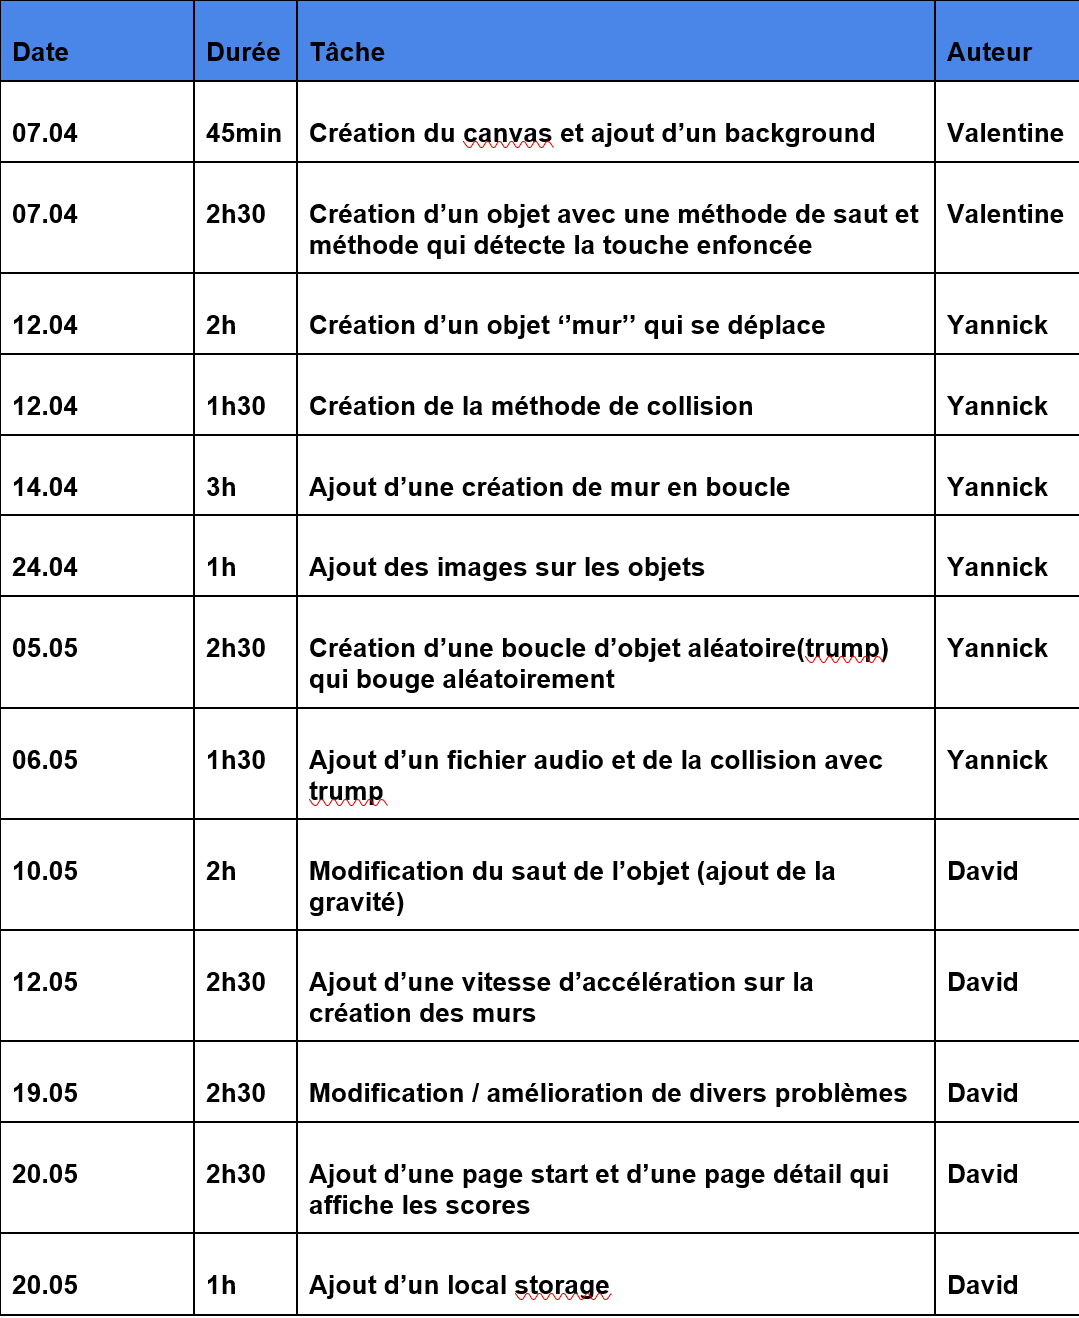 Date Durée Tâche Auteur
07.04 45min Création du canvas et ajout d’un background Valentine
07.04 2h30 Création d’un objet avec une méthode de saut et Valentine
méthode qui détecte la touche enfoncée
12.04 2h Création d’un objet ‘’mur’’ qui se déplace Yannick
12.04 1h30 Création de la méthode de collision Yannick
14.04 3h Ajout d’une création de mur en boucle Yannick
24.04 1h Ajout des images sur les objets Yannick
05.05 2h30 Création d’une boucle d’objet aléatoire(trump) Yannick
qui bouge aléatoirement
06.05 1h30 Ajout d’un fichier audio et de la collision avec Yannick
trump
10.05 2h Modification du saut de l’objet (ajout de la David
gravité)
12.05 2h30 Ajout d’une vitesse d’accélération sur la David
création des murs
19.05 2h30 Modification / amélioration de divers problèmes David
20.05 2h30 Ajout d’une page start et d’une page détail qui David
affiche les scores
20.05 1h Ajout d’un local storage David